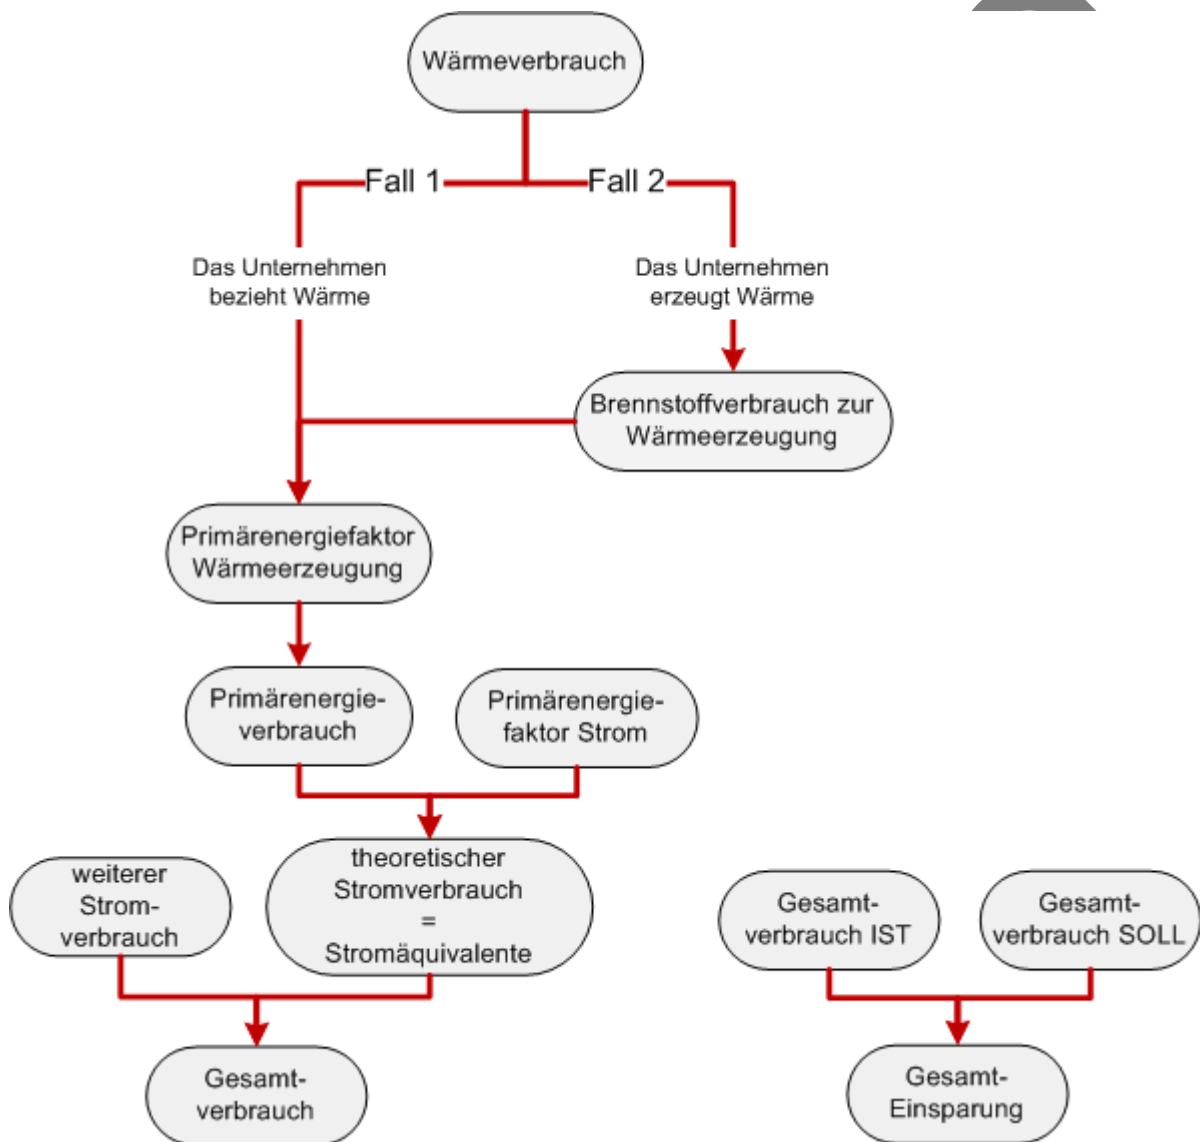 Wärmeverbrauch
Fall 1
Fall 2
Das Unternehmen
bezieht Wärme
Das Unternehmen
erzeugt Wärme
Brennstoffverbrauch zur
Wärmeerzeugung
Primärenergiefaktor
Wärmeerzeugung
Primärenergie-
verbrauch
Primärenergie-
faktor Strom
weiterer
Strom-
verbrauch
theoretischer
Stromverbrauch
=
Stromäquivalente
Gesamt-
verbrauch IST
Gesamt-
verbrauch SOLL
Gesamt-
verbrauch
Gesamt-
Einsparung